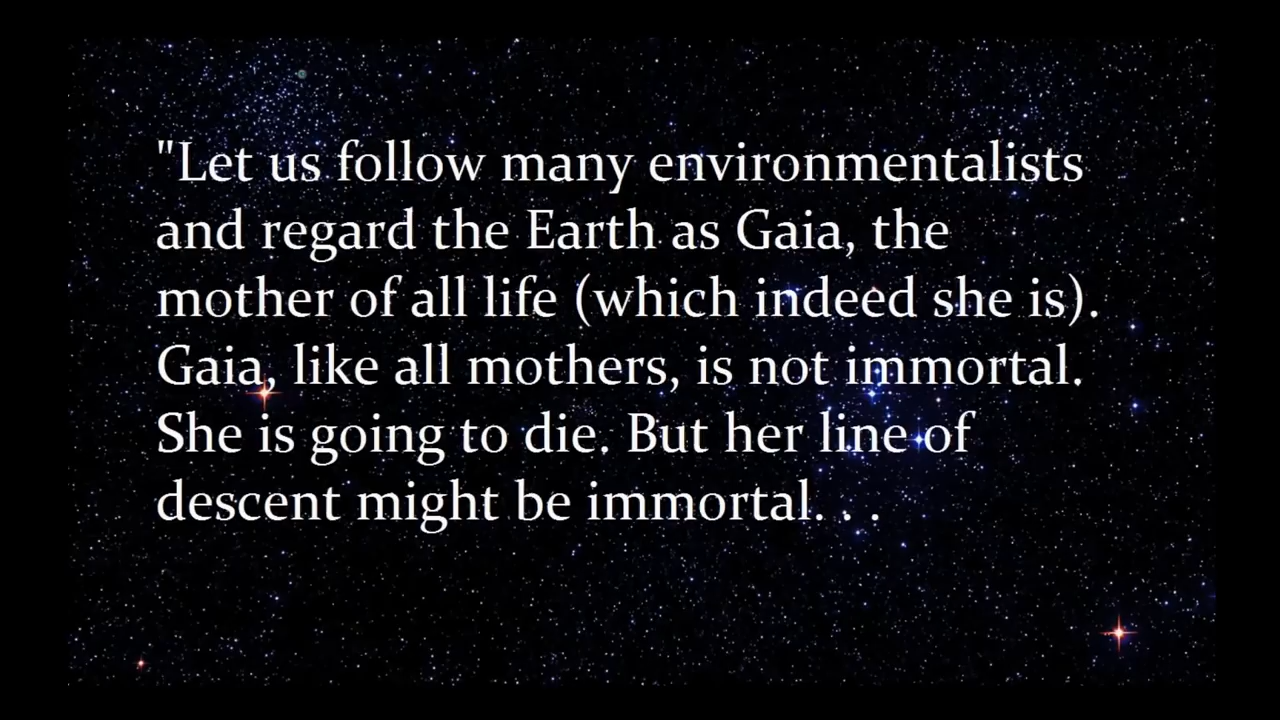 "Let us follow many environmentalists
and regard the Earth as Gaia, the
mother of all life (which indeed she is).
Gaia, like all mothers, is not immortal.
She is going to die. But her line of
descent might be immortal. . .